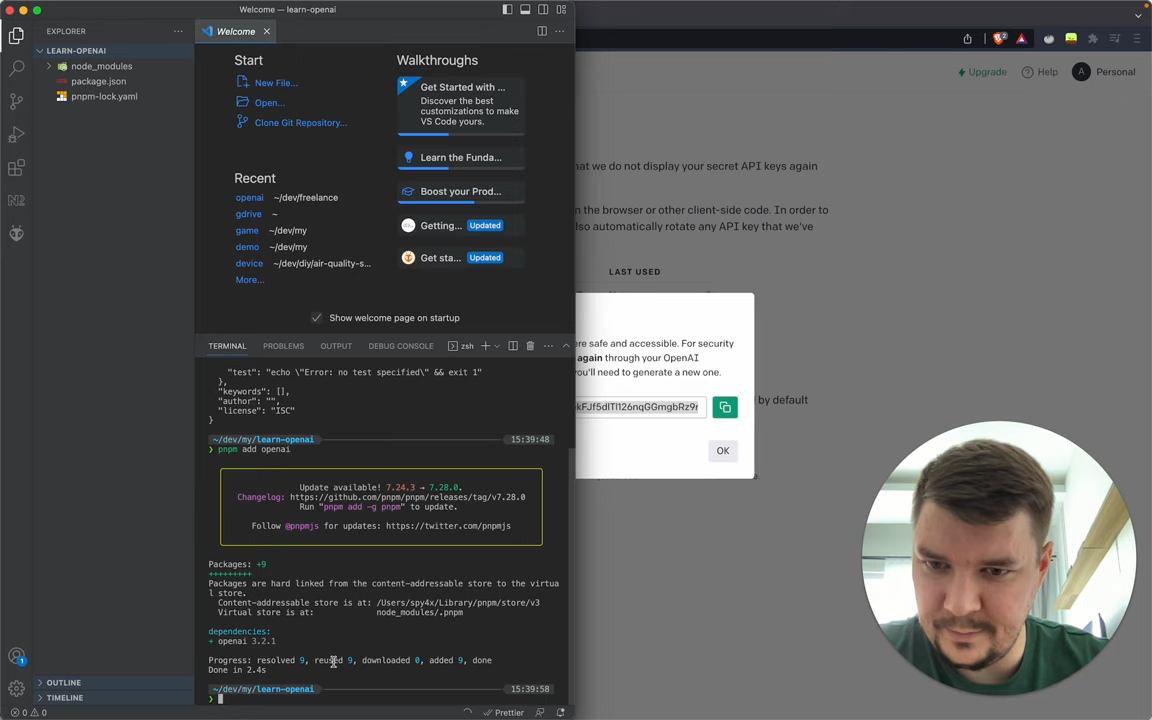 Welcome — learn-openai
EXPLORER
LEARN-OPENAI
node_modules
package.json
pnpm-lock.yaml
OUTLINE
TIMELINE
Welcome
Start
New File...
Open...
Clone Git Repository...
Recent
openai ~/dev/freelance
gdrive ~
game ~/dev/my
demo ~/dev/my
device ~/dev/diy/air-quality-s...
More...
Walkthroughs
Get Started with ...
Discover the best
customizations to make
VS Code yours.
Learn the Funda...
Boost your Prod...
Getting... Updated
Get sta... Updated
Show welcome page on startup
TERMINAL PROBLEMS OUTPUT DEBUG CONSOLE zsh
"test": "echo \"Error: no test specified\" && exit 1"
},
"keywords": [],
"author": "",
"license": "ISC"
}
~/dev/my/learn-openai 15:39:48
❯ pnpm add openai
Update available! 7.24.3 → 7.28.0.
Changelog: https://github.com/pnpm/pnpm/releases/tag/v7.28.0
Run "pnpm add -g pnpm" to update.
Follow @pnpmjs for updates: https://twitter.com/pnpmjs
Packages: +9
+++++++++
Packages are hard linked from the content-addressable store to the virtua
l store.
Content-addressable store is at: /Users/spy4x/Library/pnpm/store/v3
Virtual store is at: node_modules/.pnpm
dependencies:
+ openai 3.2.1
Progress: resolved 9, reused 9, downloaded 0, added 9, done
Done in 2.4s
~/dev/my/learn-openai 15:39:58
❯
0 0 Prettier
1
2
Upgrade Help A Personal
at we do not display your secret API keys again
n the browser or other client-side code. In order to
lso automatically rotate any API key that we've
LAST USED
re safe and accessible. For security
again through your OpenAI
you'll need to generate a new one.
kFJf5dlTl126nqGGmgbRz9r
OK
d by default